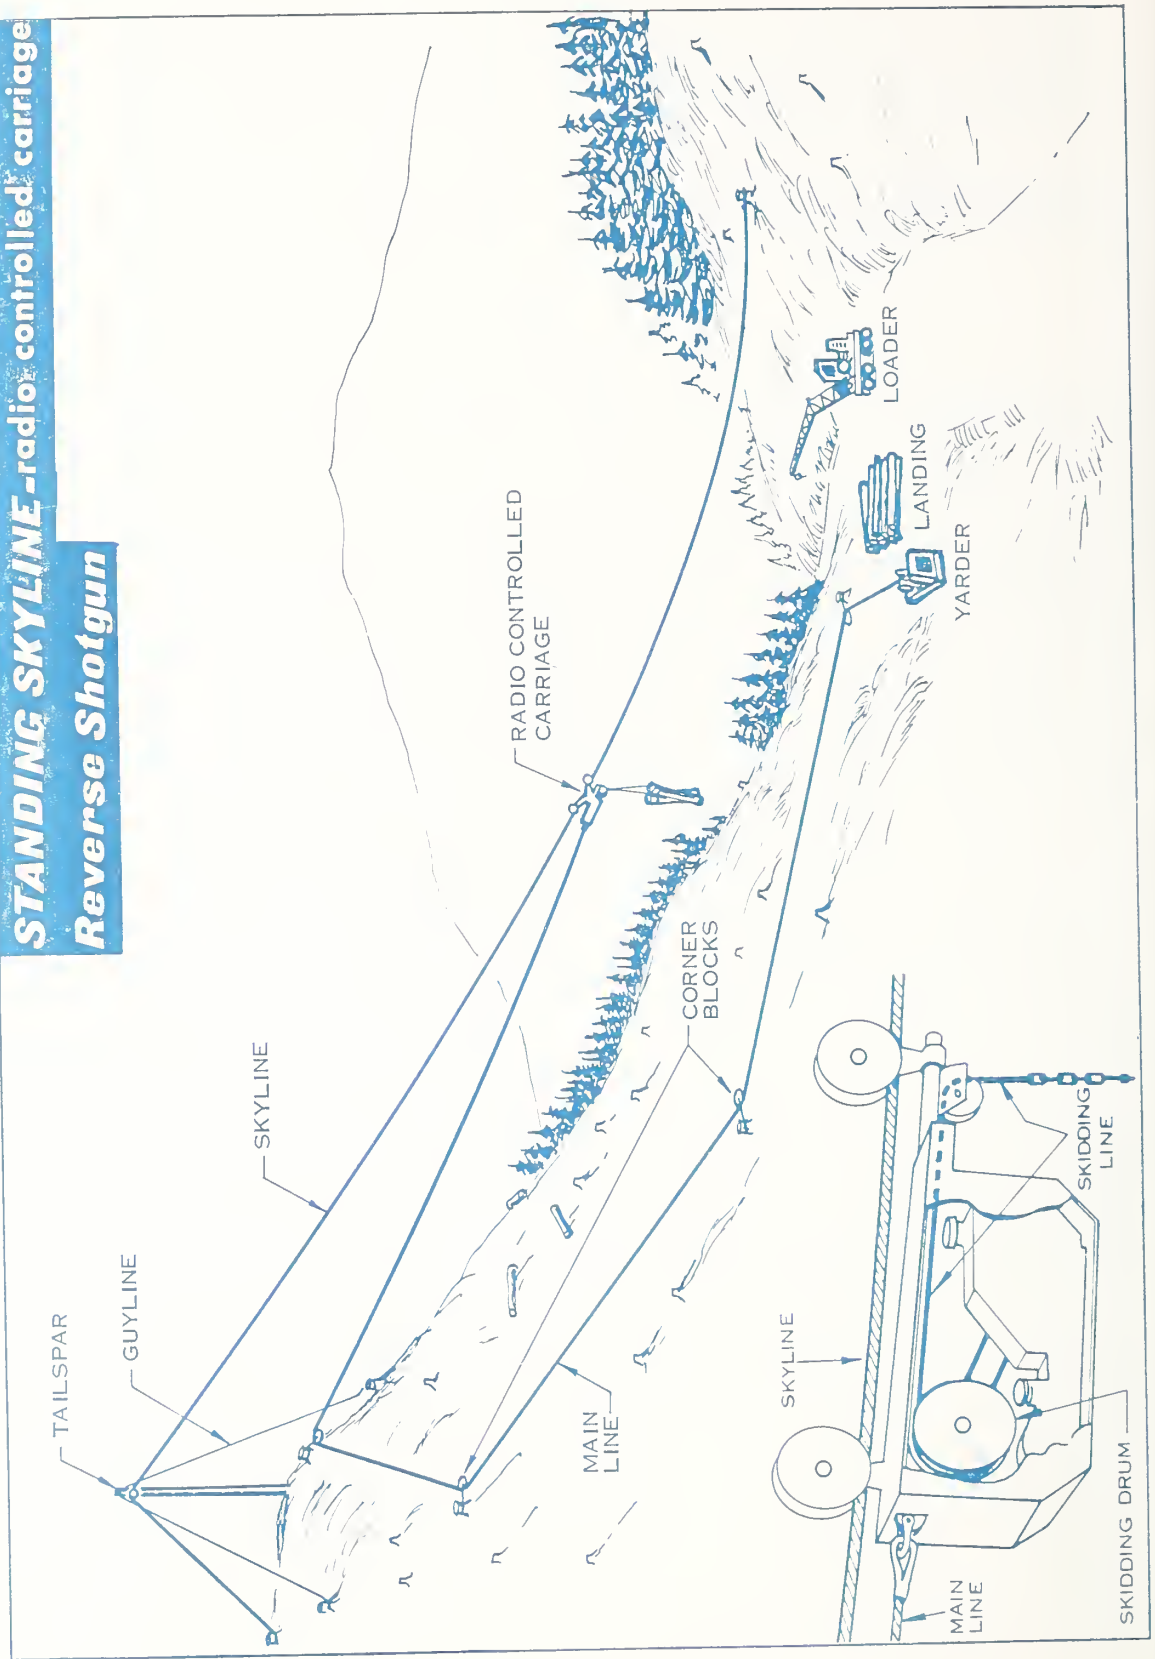 STANDING SKYLINE-radio controlled carriage
Reverse Shotgun
TAILSPAR
GUYLINE
SKYLINE
RADIO CONTROLLED
CARRIAGE
MAIN
LINE
CORNER
BLOCKS
YARDER
LANDING
LOADER
SKYLINE
MAIN
LINE
SKIDDING DRUM
SKIDDING
LINE